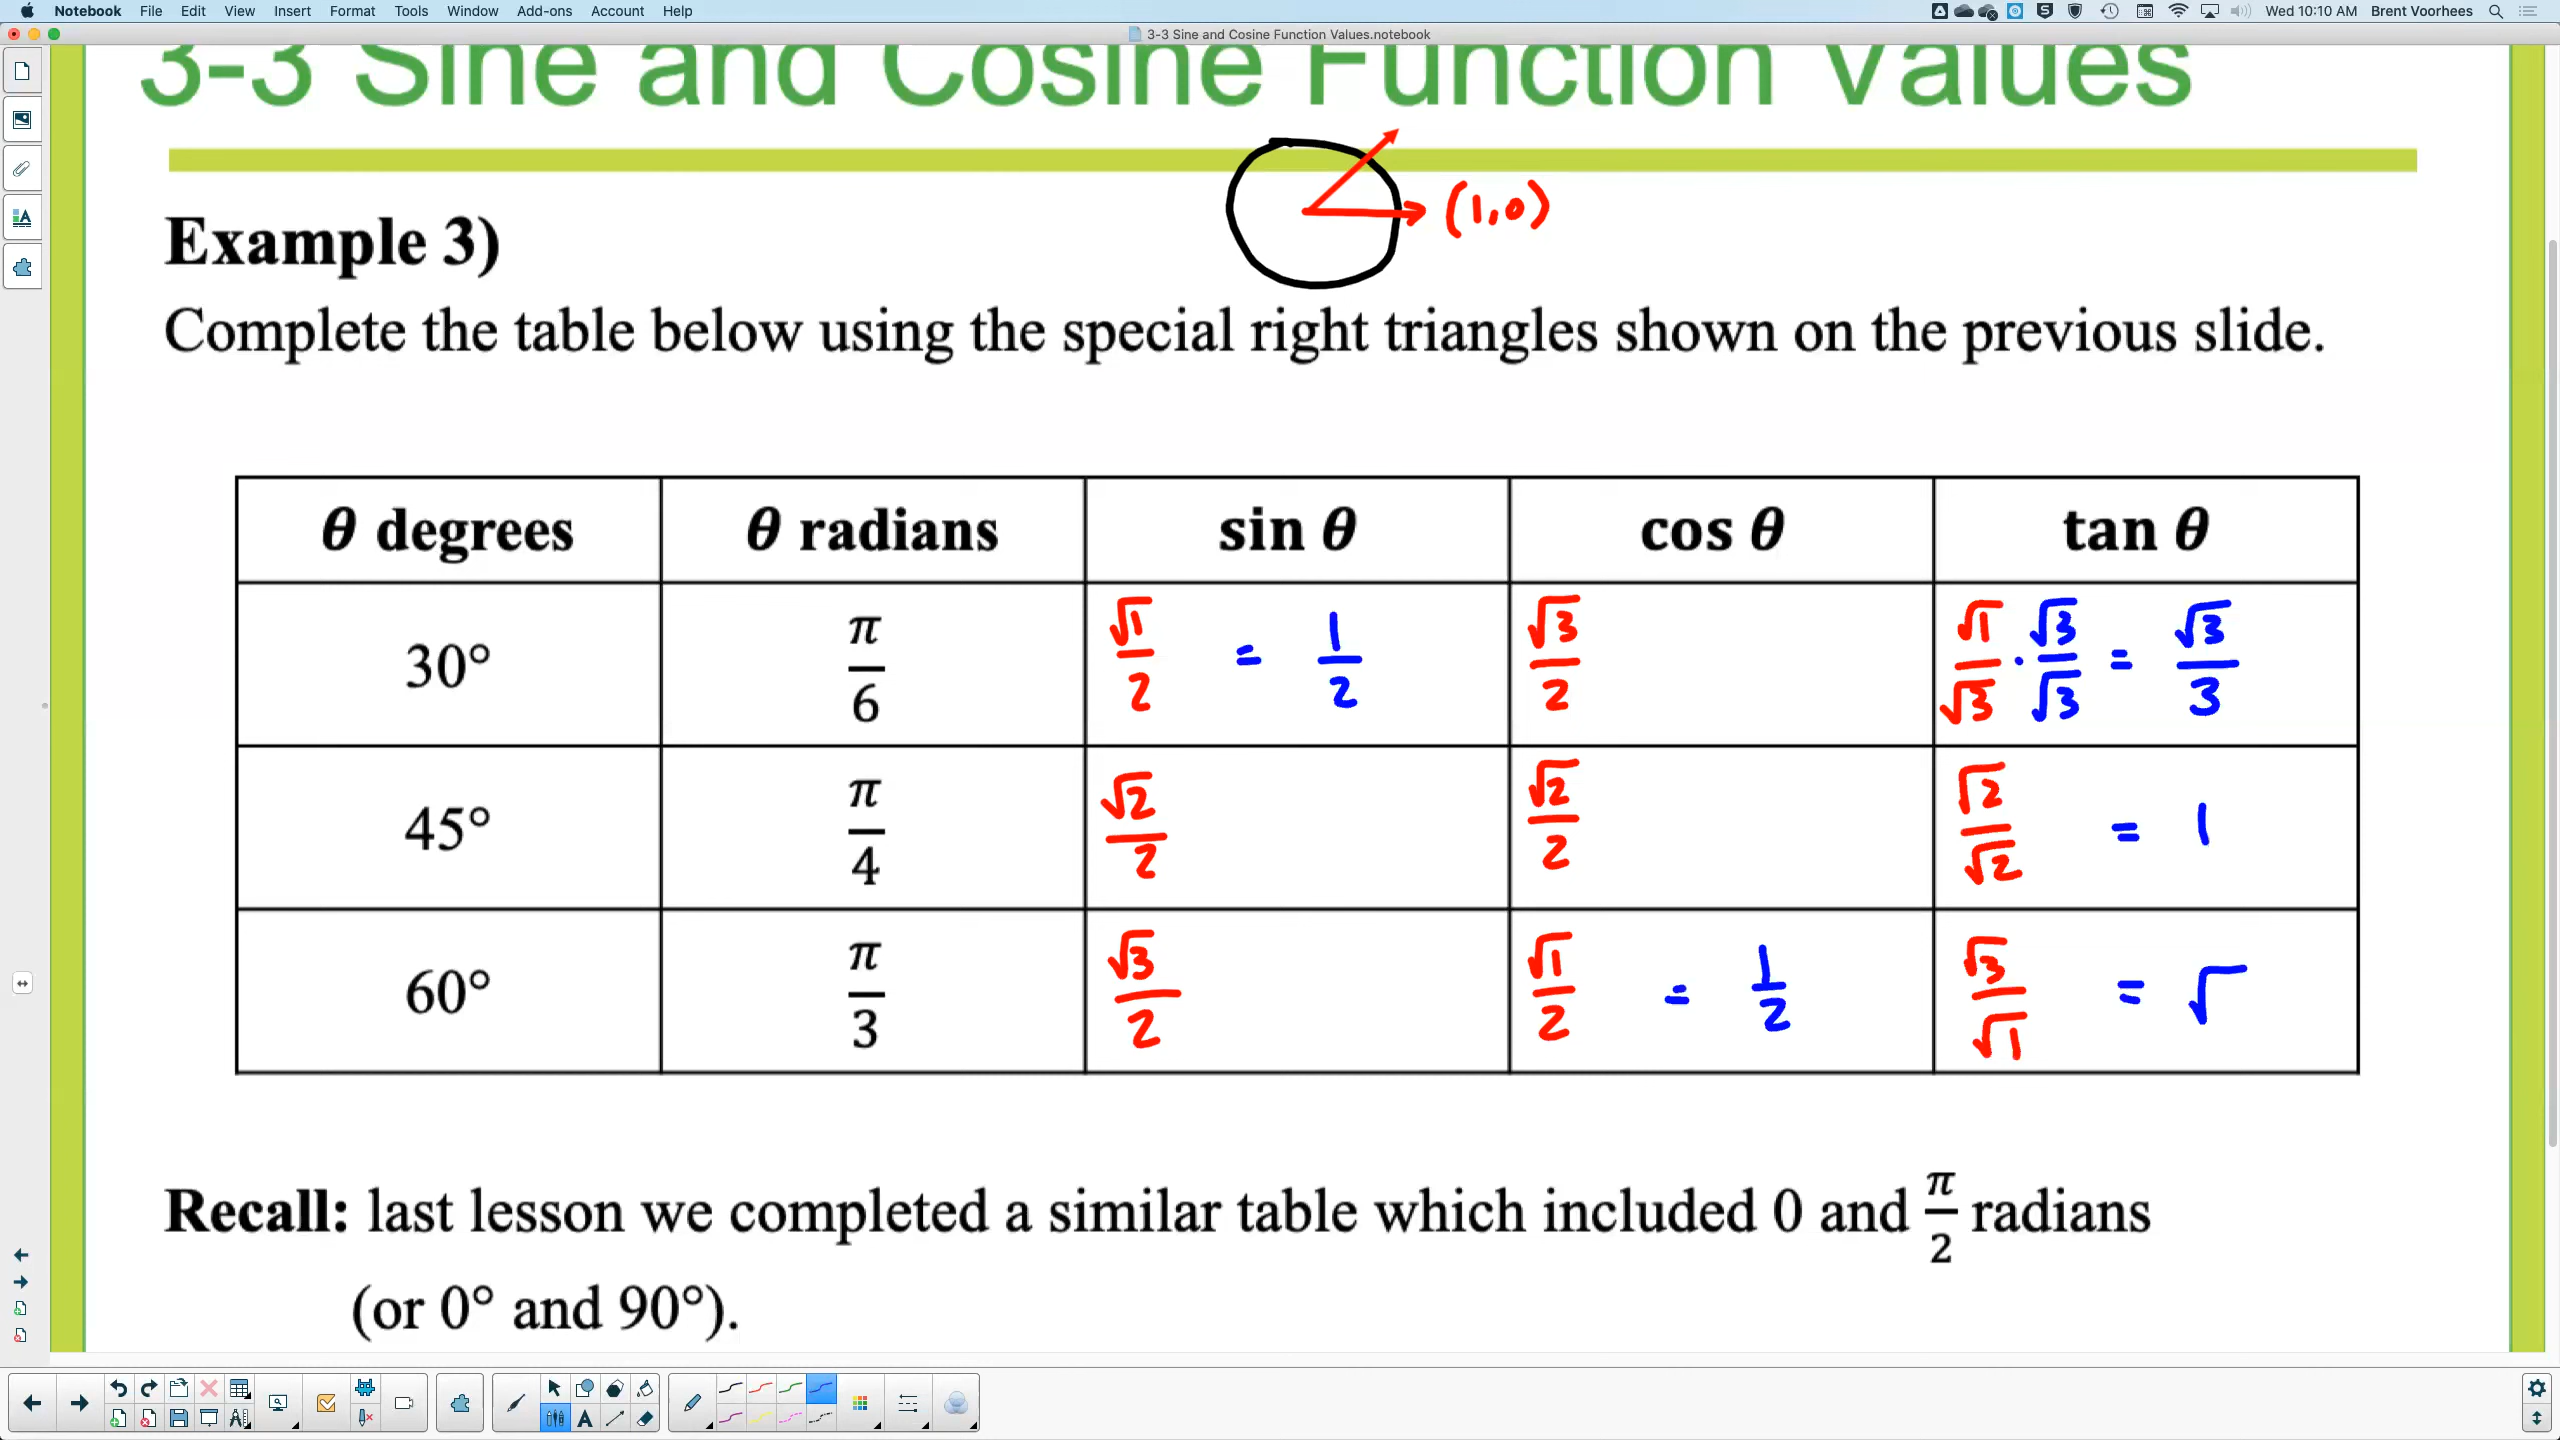 Notebook File Edit View Insert Format Tools Window Add-ons Account Help Wed 10:10 AM Brent Voorhees
3-3 Sine and Cosine Function Values.notebook
3-3 Sine and Cosine Function Values
(1,0)
Example 3)
Complete the table below using the special right triangles shown on the previous slide.
θ degrees θ radians sin θ cos θ tan θ
30° π/6 √1/2 = 1/2 √3/2 √1/√3 · √3/√3 = √3/3
45° π/4 √2/2 √2/2 √2/√2 = 1
60° π/3 √3/2 √1/2 = 1/2 √3/√1 = √
Recall: last lesson we completed a similar table which included 0 and π/2 radians
(or 0° and 90°).